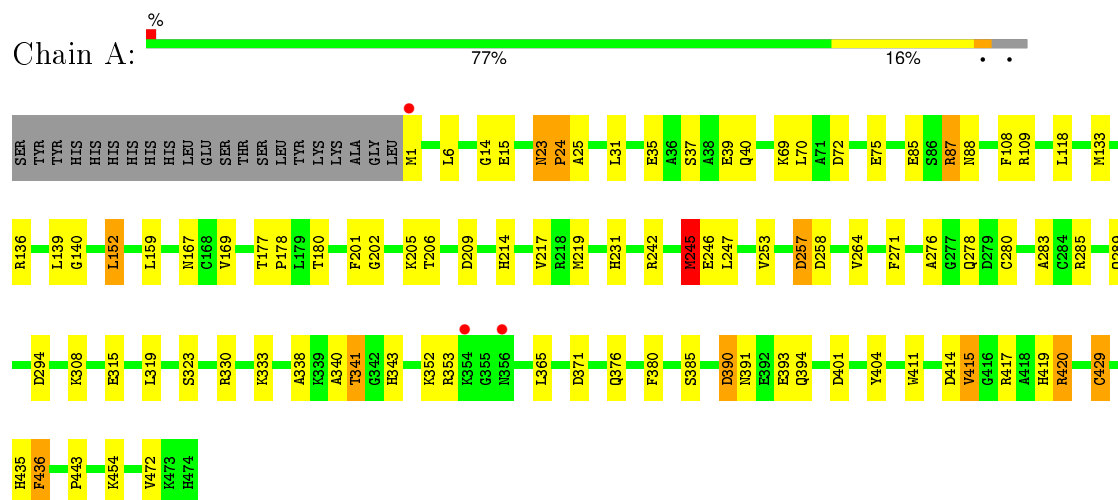 %
Chain A:
77% 16% • •
SER TYR TYR HIS HIS HIS HIS HIS HIS LEU GLU SER THR SER LEU TYR LYS LYS ALA GLY LEU M1 L6 G14 E15 N23 P24 A25 L31 E35 A36 S37 A38 E39 Q40 K69 L70 A71 D72 E75 E85 S86 R87 N88 F108 R109 L118 M133
R136 L139 G140 L152 L159 N167 C168 V169 T177 P178 L179 T180 F201 G202 K205 T206 D209 H214 V217 R218 M219 H231 R242 M245 E246 L247 V253 D257 D258 V264 F271 A276 G277 Q278 D279 C280 A283 C284 R285 Q289
D294 K308 E315 L319 S323 R330 K333 A338 K339 A340 T341 G342 H343 K352 R353 K354 G355 N356 L365 D371 Q376 F380 S385 D390 N391 E392 E393 Q394 D401 Y404 W411 D414 V415 G416 R417 A418 H419 R420 C429
H435 F436 P443 K454 V472 K473 H474